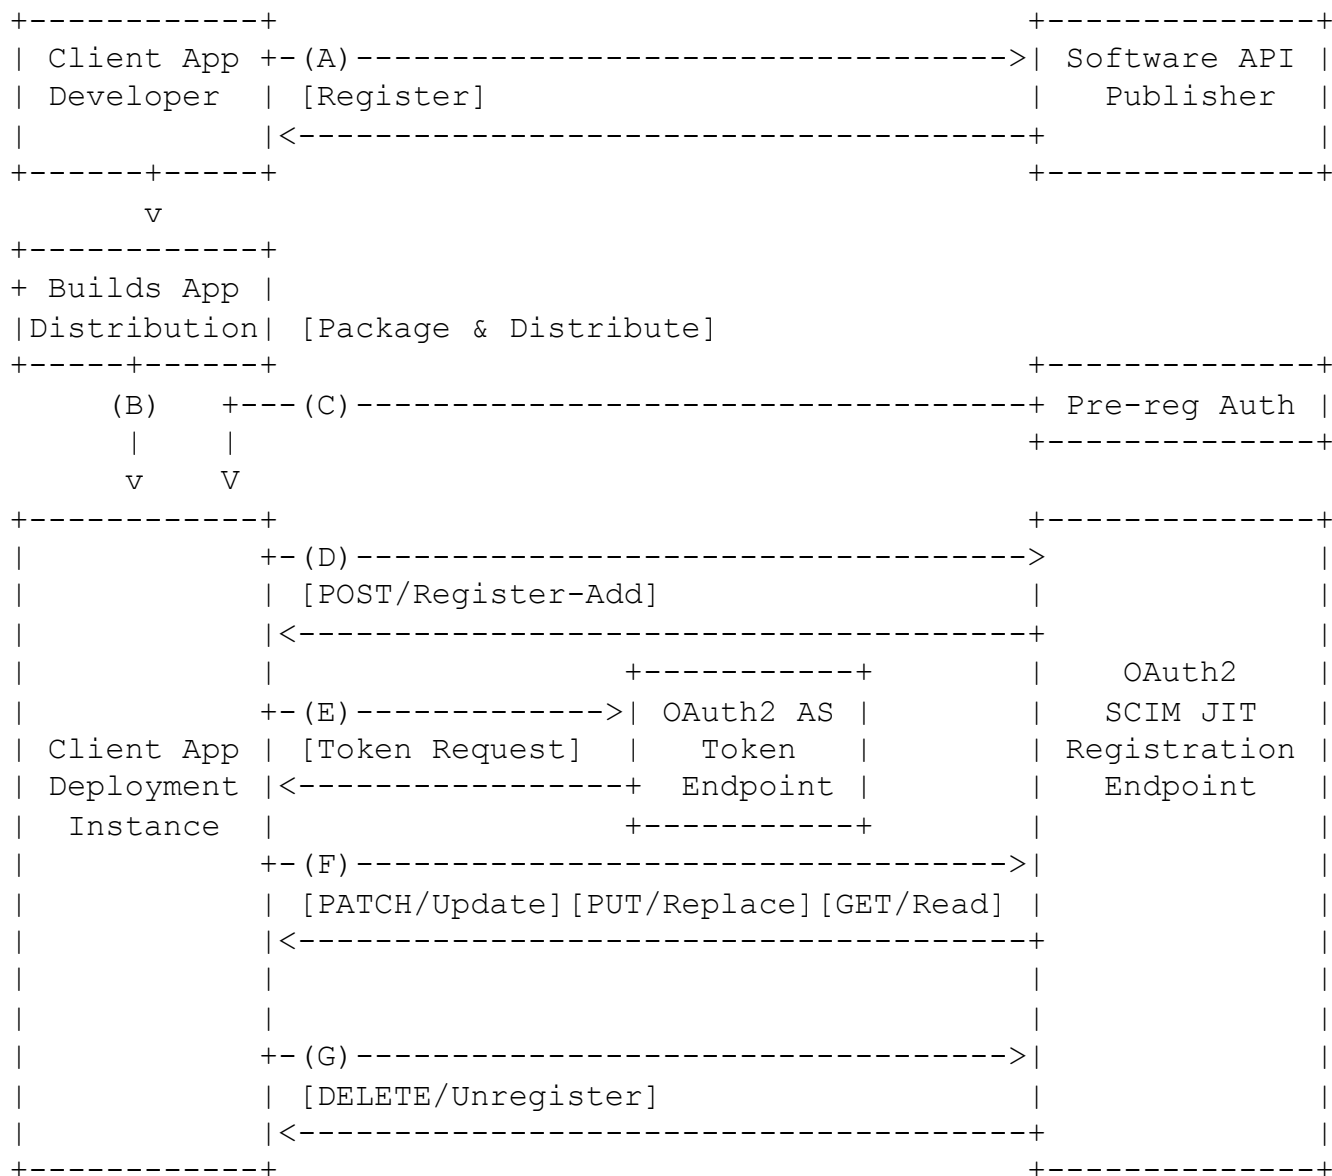 +------------+                                       +--------------+
| Client App +-(A)---------------------------------->| Software API |
| Developer  | [Register]                            |   Publisher  |
|            |<--------------------------------------+              |
+------+-----+                                       +--------------+
       v
+------------+
+ Builds App |
|Distribution| [Package & Distribute]
+-----+------+                                       +--------------+
     (B)   +---(C)-----------------------------------+ Pre-reg Auth |
      |    |                                         +--------------+
      v    V
+------------+                                       +--------------+
|            +-(D)----------------------------------->              |
|            | [POST/Register-Add]                   |              |
|            |<--------------------------------------+              |
|            |                  +-----------+        |    OAuth2    |
|            +-(E)------------->| OAuth2 AS |        |   SCIM JIT   |
| Client App | [Token Request]  |   Token   |        | Registration |
| Deployment |<-----------------+  Endpoint |        |   Endpoint   |
|  Instance  |                  +-----------+        |              |
|            +-(F)---------------------------------->|              |
|            | [PATCH/Update][PUT/Replace][GET/Read] |              |
|            |<--------------------------------------+              |
|            |                                       |              |
|            |                                       |              |
|            +-(G)---------------------------------->|              |
|            | [DELETE/Unregister]                   |              |
|            |<--------------------------------------+              |
+------------+                                       +--------------+